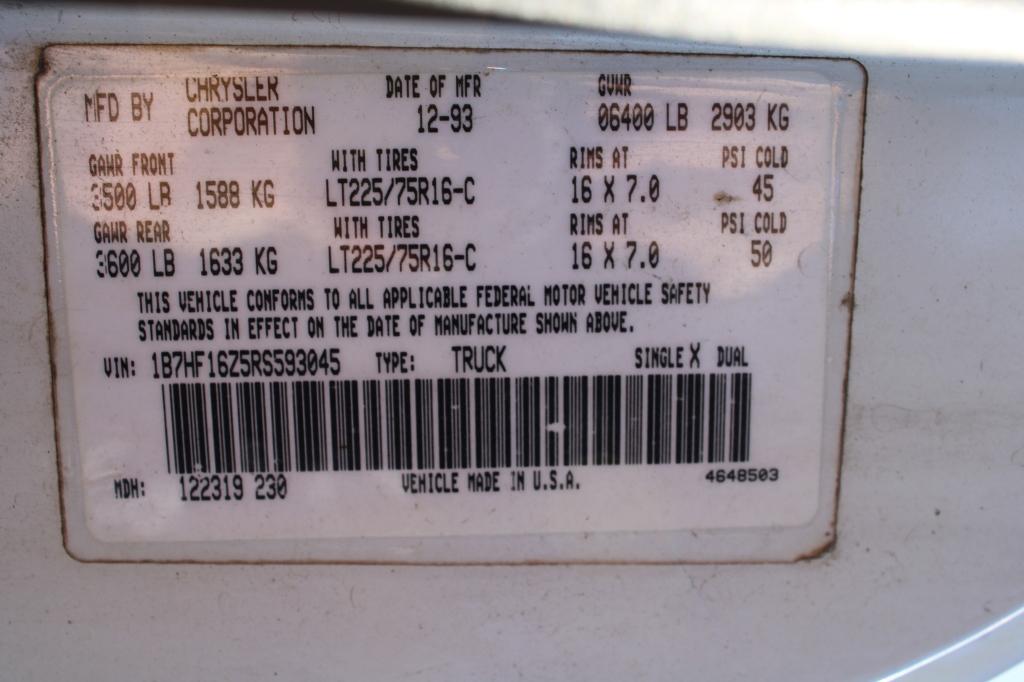 MFD BY CHRYSLER CORPORATION DATE OF MFR 12-93 GVWR 06400 LB 2903 KG
GAWR FRONT WITH TIRES RIMS AT PSI COLD
3500 LB 1588 KG LT225/75R16-C 16 X 7.0 45
GAWR REAR WITH TIRES RIMS AT PSI COLD
3600 LB 1633 KG LT225/75R16-C 16 X 7.0 50
THIS VEHICLE CONFORMS TO ALL APPLICABLE FEDERAL MOTOR VEHICLE SAFETY
STANDARDS IN EFFECT ON THE DATE OF MANUFACTURE SHOWN ABOVE.
VIN: 1B7HF16Z5RS593045 TYPE: TRUCK SINGLE X DUAL
MDH: 122319 230 VEHICLE MADE IN U.S.A. 4648503